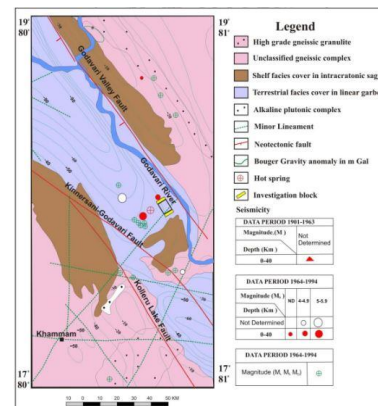 19°
80°
19°
80°
Godavari Valley Fault
Godavari River
Kinnerasani-Godavari Fault
Kolleru Lake Fault
Khammam
17°
80°
17°
81°
10 0 10 20 30 40 50 KM
Legend
High grade gneissic granulite
Unclassified gneissic complex
Shelf facies cover in intracratonic sag
Terrestrial facies cover in linear garbo
Alkaline plutonic complex
Minor Lineament
Neotectonic fault
Bouger Gravity anomaly in m Gal
Hot spring
Investigation block
Seismicity
DATA PERIOD 1901-1963
Magnitude (M)
Depth (Km)
Not
Determined
0-40
DATA PERIOD 1964-1994
Magnitude (M
ND
4-4.5
5-5.9
Depth (Km)
Not Determined
0-40
DATA PERIOD 1964-1994
Magnitude (M, M